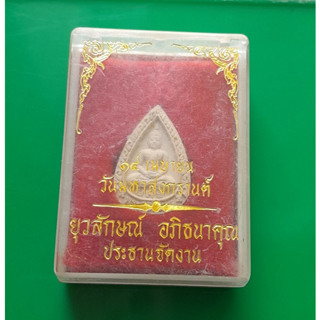 ๑๘ เมษายน
วันมหาสงกรานต์
ยุวลักษณ์ อภิธนาคุณ
ประธานจัดงาน